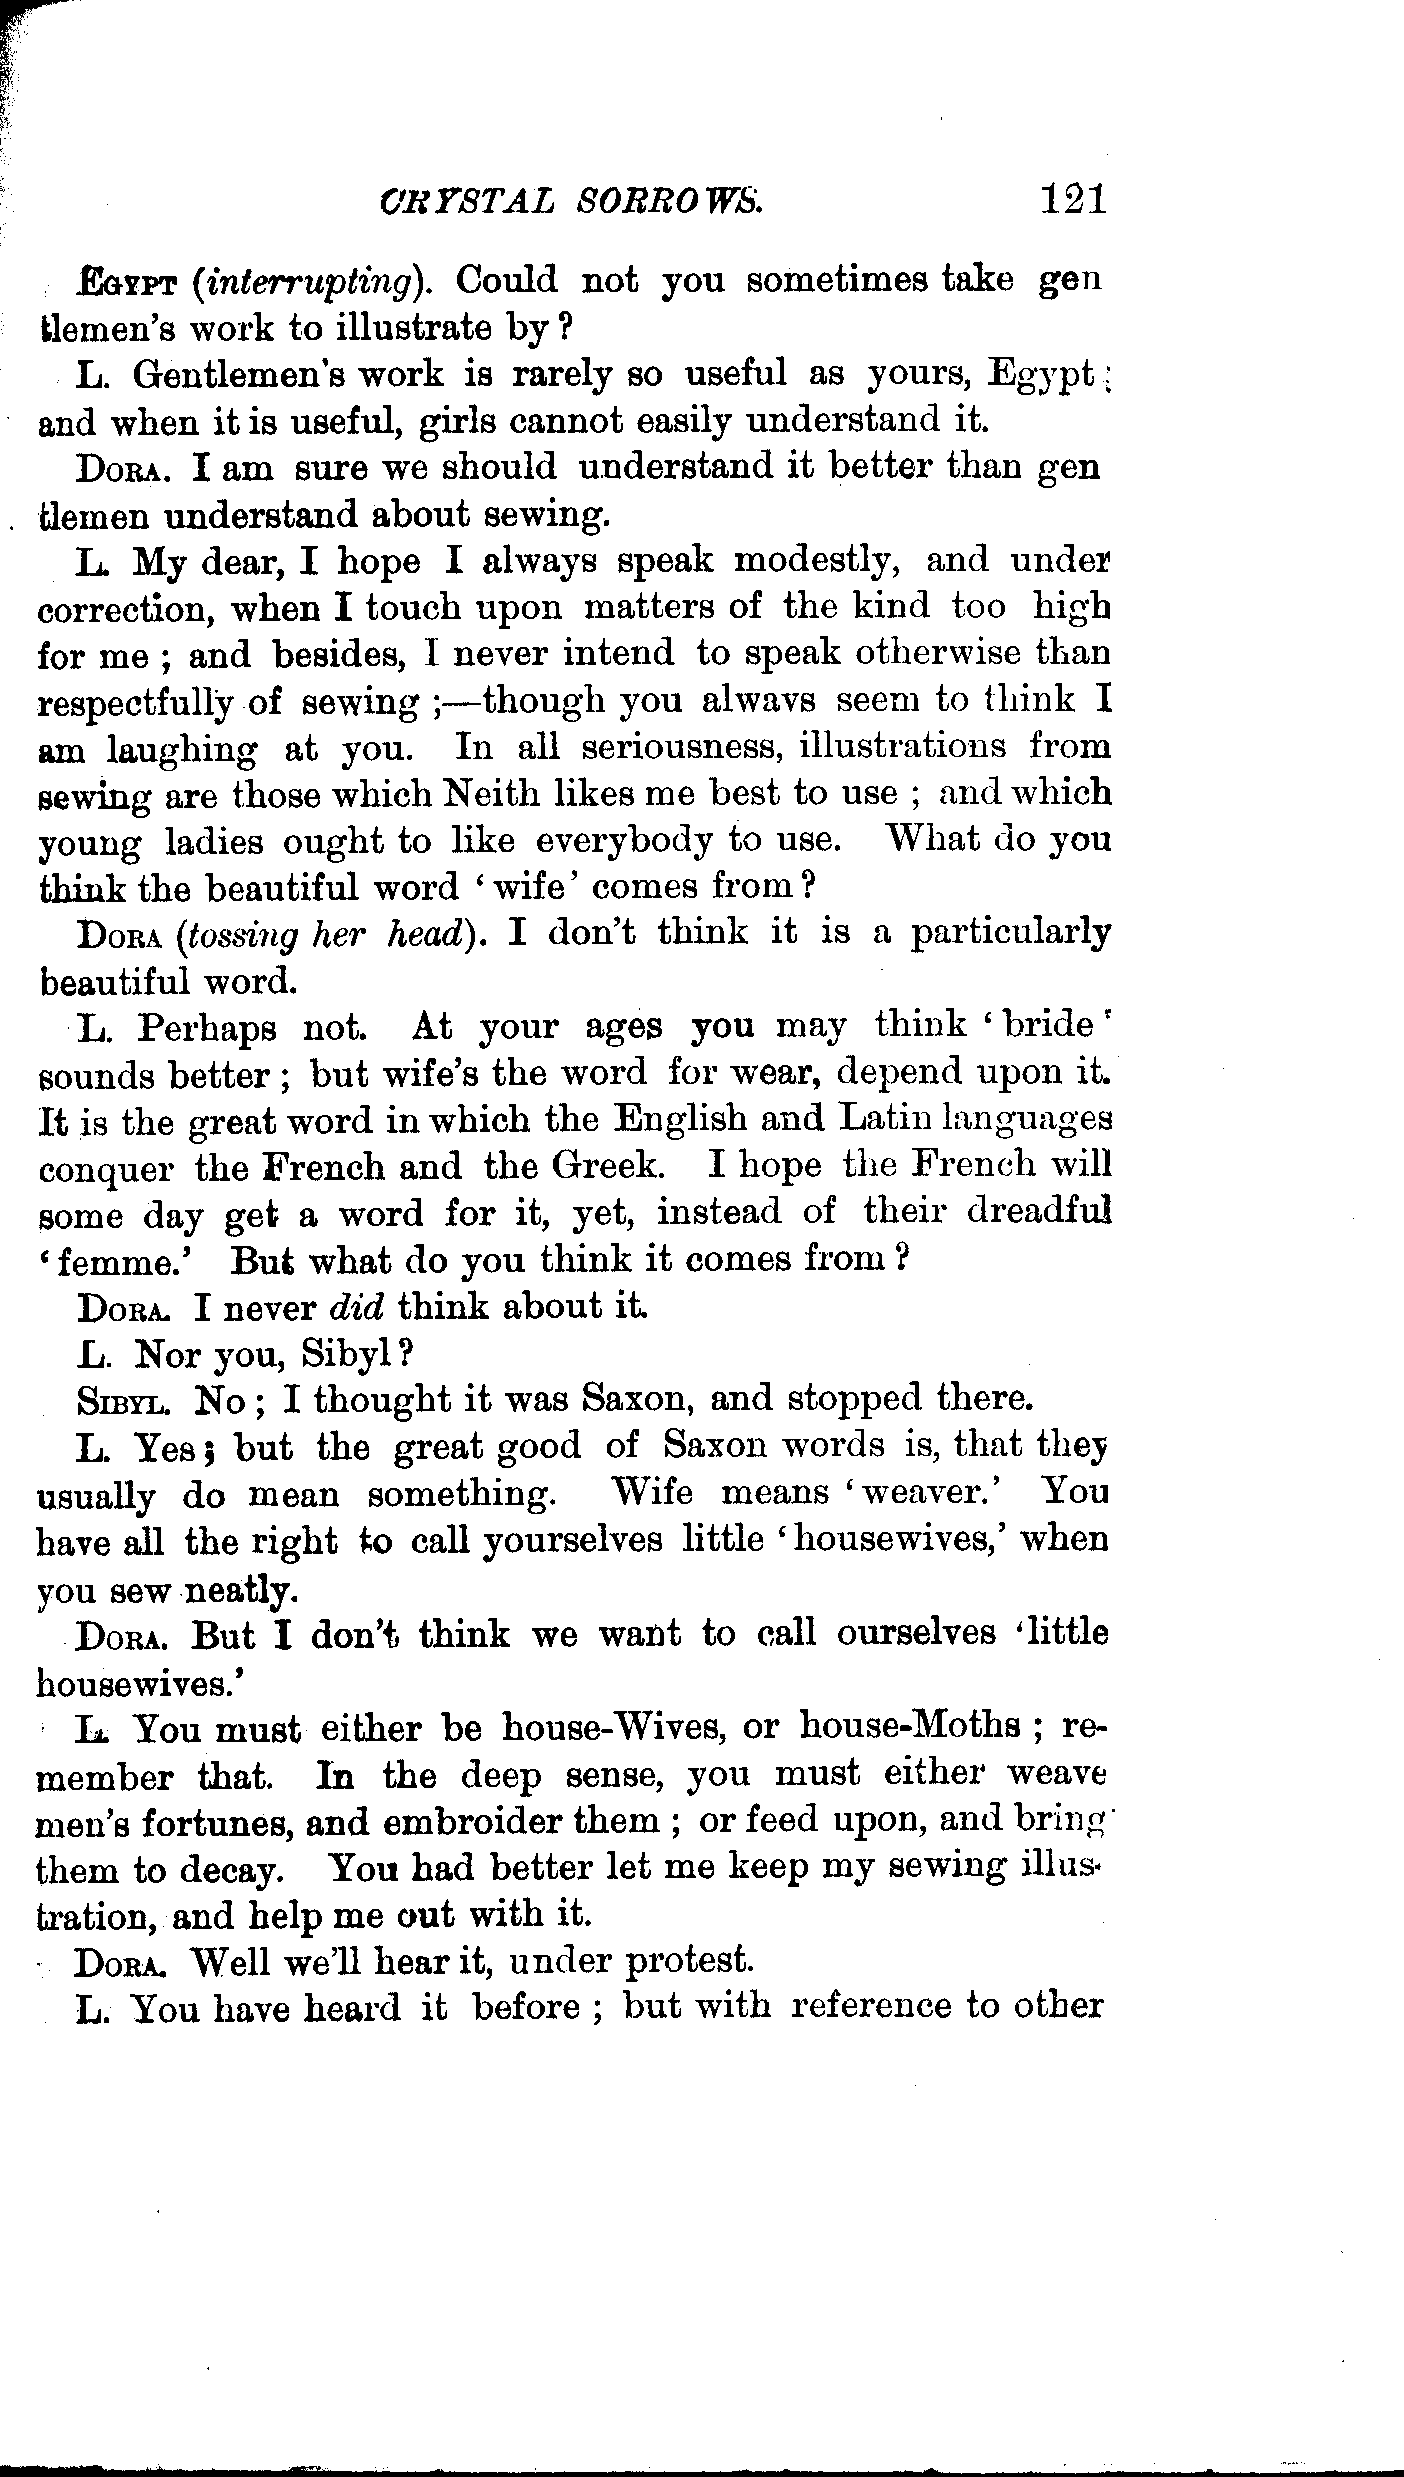 CRYSTAL SORROWS. 121
EGYPT (interrupting). Could not you sometimes take gen
tlemen's work to illustrate by?
L. Gentlemen's work is rarely so useful as yours, Egypt;
and when it is useful, girls cannot easily understand it.
DORA. I am sure we should understand it better than gen
tlemen understand about sewing.
L. My dear, I hope I always speak modestly, and under
correction, when I touch upon matters of the kind too high
for me; and besides, I never intend to speak otherwise than
respectfully of sewing;—though you always seem to think I
am laughing at you. In all seriousness, illustrations from
sewing are those which Neith likes me best to use; and which
young ladies ought to like everybody to use. What do you
think the beautiful word 'wife' comes from?
DORA (tossing her head). I don't think it is a particularly
beautiful word.
L. Perhaps not. At your ages you may think 'bride'
sounds better; but wife's the word for wear, depend upon it.
It is the great word in which the English and Latin languages
conquer the French and the Greek. I hope the French will
some day get a word for it, yet, instead of their dreadful
'femme.' But what do you think it comes from?
DORA. I never did think about it.
L. Nor you, Sibyl?
SIBYL. No; I thought it was Saxon, and stopped there.
L. Yes; but the great good of Saxon words is, that they
usually do mean something. Wife means 'weaver.' You
have all the right to call yourselves little 'housewives,' when
you sew neatly.
DORA. But I don't think we want to call ourselves 'little
housewives.'
L. You must either be house-Wives, or house-Moths; re-
member that. In the deep sense, you must either weave
men's fortunes, and embroider them; or feed upon, and bring
them to decay. You had better let me keep my sewing illus-
tration, and help me out with it.
DORA. Well we'll hear it, under protest.
L. You have heard it before; but with reference to other